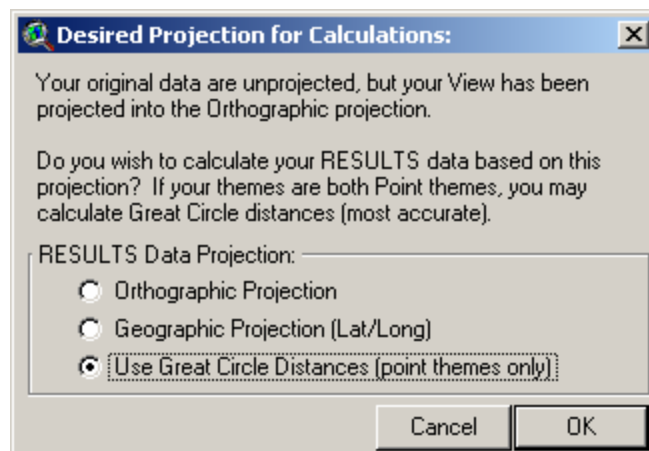 Desired Projection for Calculations:
Your original data are unprojected, but your View has been
projected into the Orthographic projection.
Do you wish to calculate your RESULTS data based on this
projection? If your themes are both Point themes, you may
calculate Great Circle distances (most accurate).
RESULTS Data Projection:
Orthographic Projection
Geographic Projection (Lat/Long)
Use Great Circle Distances (point themes only)
Cancel OK